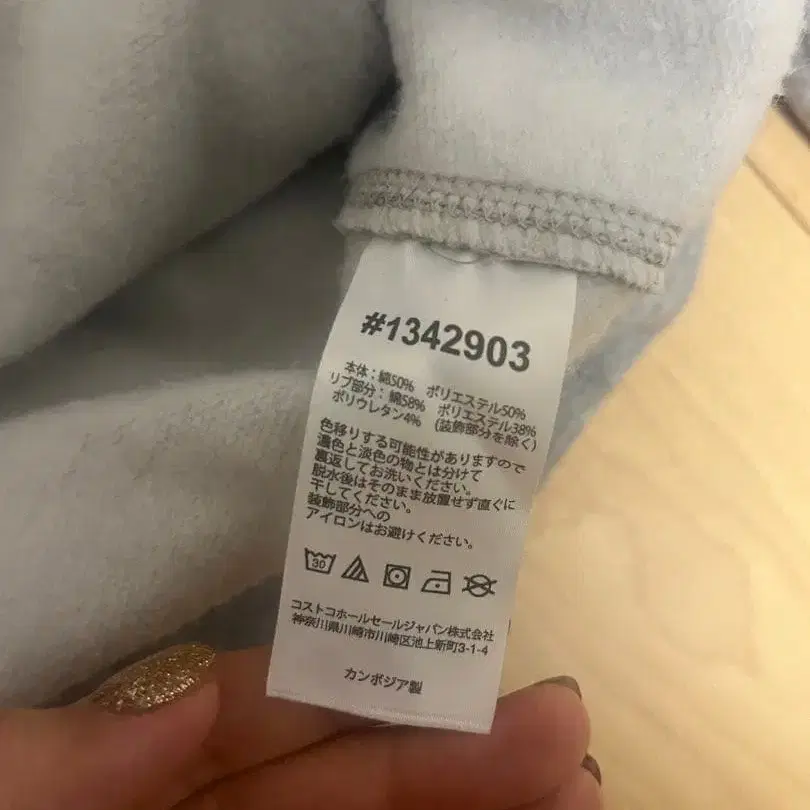 #1342903
本体：綿50%　ポリエステル50%
リブ部分：綿58%　ポリエステル38%
ポリウレタン4%　(装飾部分を除く)
色移りする可能性がありますので
濃色と淡色の物とは分けて
裏返してお洗いください。
脱水後はそのまま放置せず直ぐに
干してください。
装飾部分への
アイロンはお避けください。
30
コストコホールセールジャパン株式会社
神奈川県川崎市川崎区池上新町3-1-4
カンボジア製